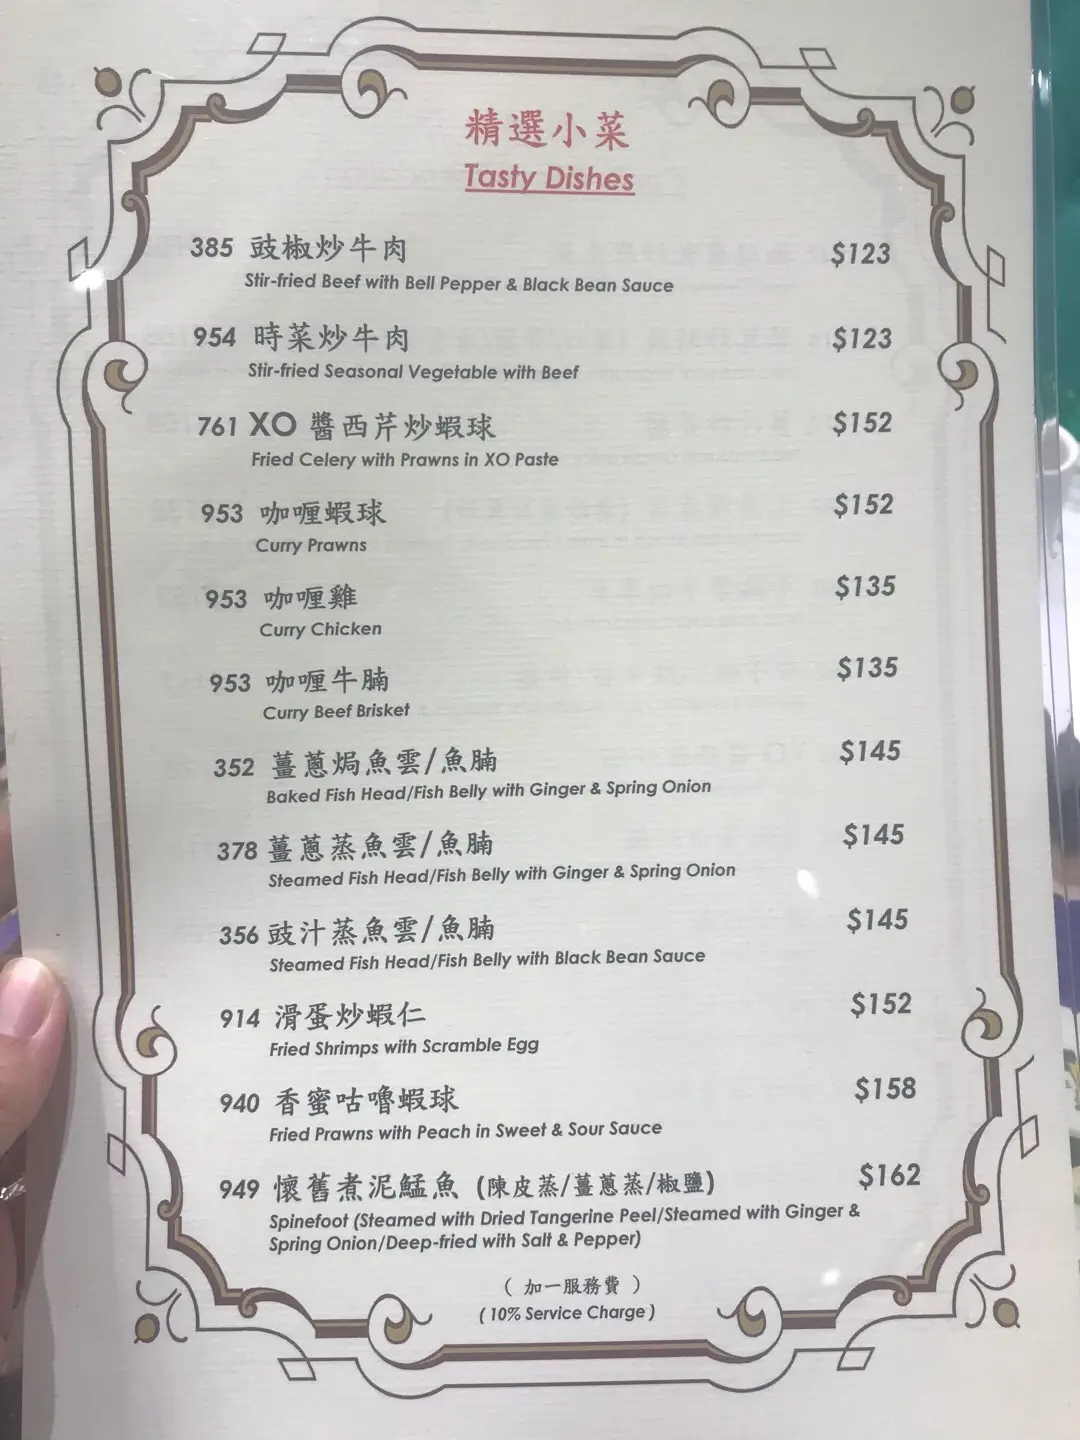 精選小菜
Tasty Dishes
385 豉椒炒牛肉 $123
Stir-fried Beef with Bell Pepper & Black Bean Sauce
954 時菜炒牛肉 $123
Stir-fried Seasonal Vegetable with Beef
761 XO 醬西芹炒蝦球 $152
Fried Celery with Prawns in XO Paste
953 咖喱蝦球 $152
Curry Prawns
953 咖喱雞 $135
Curry Chicken
953 咖喱牛腩 $135
Curry Beef Brisket
352 薑蔥焗魚雲/魚腩 $145
Baked Fish Head/Fish Belly with Ginger & Spring Onion
378 薑蔥蒸魚雲/魚腩 $145
Steamed Fish Head/Fish Belly with Ginger & Spring Onion
356 豉汁蒸魚雲/魚腩 $145
Steamed Fish Head/Fish Belly with Black Bean Sauce
914 滑蛋炒蝦仁 $152
Fried Shrimps with Scramble Egg
940 香蜜咕嚕蝦球 $158
Fried Prawns with Peach in Sweet & Sour Sauce
949 懷舊煮泥鯭魚 (陳皮蒸/薑蔥蒸/椒鹽) $162
Spinefoot (Steamed with Dried Tangerine Peel/Steamed with Ginger &
Spring Onion/Deep-fried with Salt & Pepper)
( 加一服務費 )
( 10% Service Charge )